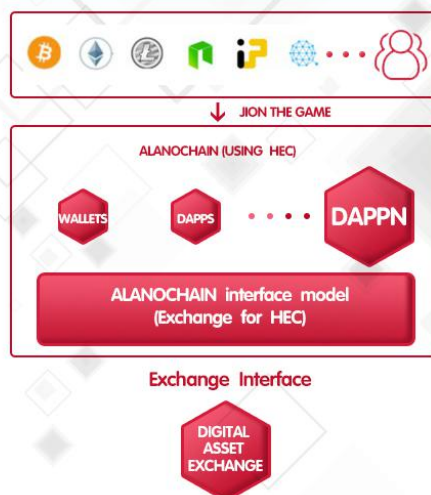 JION THE GAME
ALANOCHAIN (USING HEC)
WALLETS
DAPPS
DAPPN
ALANOCHAIN interface model
(Exchange for HEC)
Exchange Interface
DIGITAL
ASSET
EXCHANGE